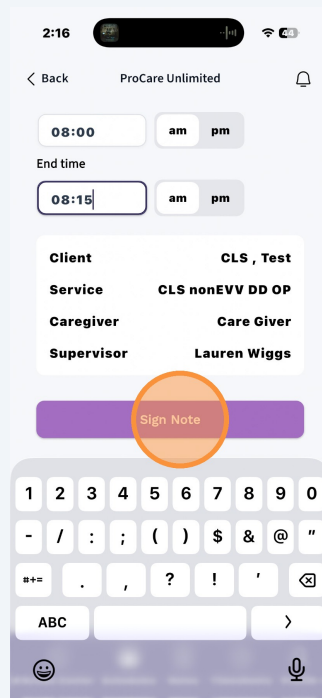 2:16 44
Back ProCare Unlimited
08:00 am pm
End time
08:15 am pm
Client CLS , Test
Service CLS nonEVV DD OP
Caregiver Care Giver
Supervisor Lauren Wiggs
Sign Note
1 2 3 4 5 6 7 8 9 0
- / : ; ( ) $ & @ "
#+= . , ? ! '
ABC